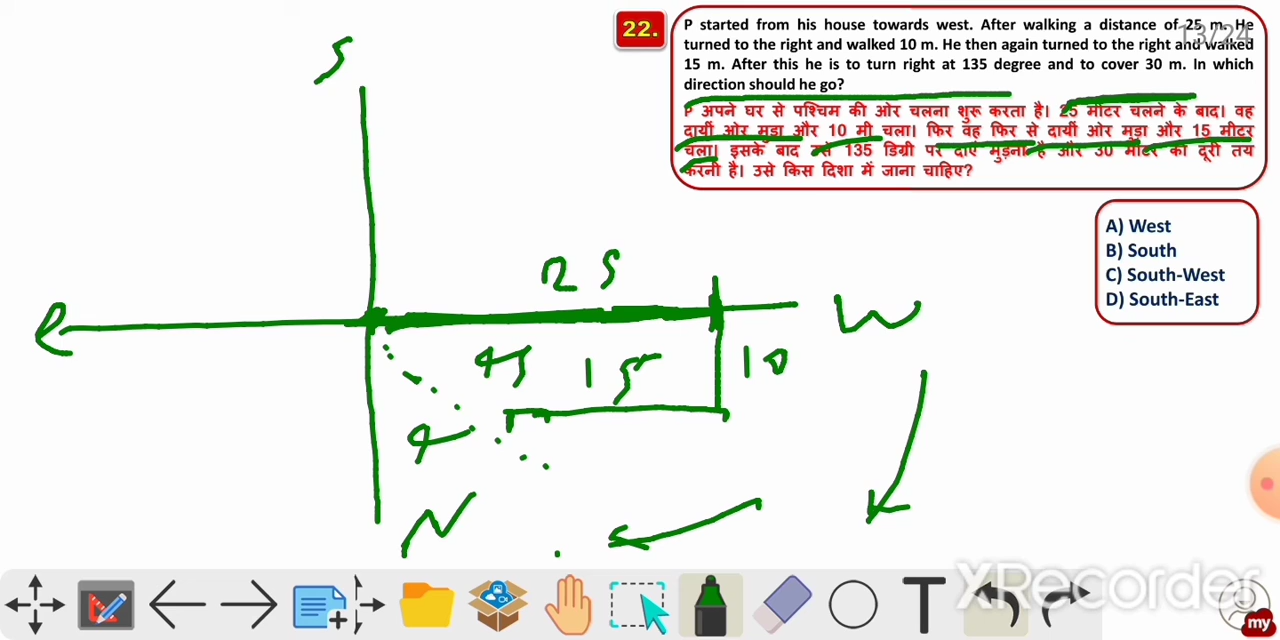 22.
P started from his house towards west. After walking a distance of 25 m. He
turned to the right and walked 10 m. He then again turned to the right and walked
15 m. After this he is to turn right at 135 degree and to cover 30 m. In which
direction should he go?
P अपने घर से पश्चिम की ओर चलना शुरू करता है। 25 मीटर चलने के बाद। वह
दायीं ओर मुड़ा और 10 मी चला। फिर वह फिर से दायीं ओर मुड़ा और 15 मीटर
चला। इसके बाद उसे 135 डिग्री पर दाएं मुड़ना है और 30 मीटर की दूरी तय
करनी है। उसे किस दिशा में जाना चाहिए?
13/24
A) West
B) South
C) South-West
D) South-East
S
25
W
45
15
10
N
T
XRecorder
my